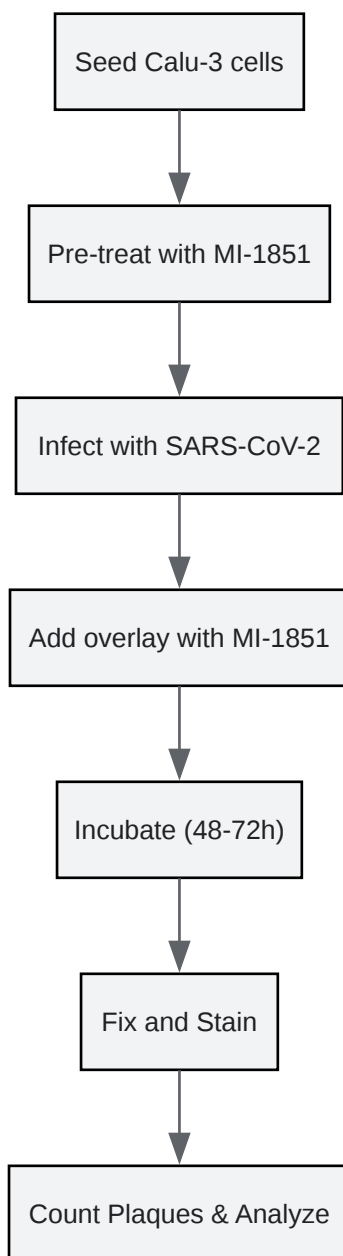 Seed Calu-3 cells
Pre-treat with MI-1851
Infect with SARS-CoV-2
Add overlay with MI-1851
Incubate (48-72h)
Fix and Stain
Count Plaques & Analyze